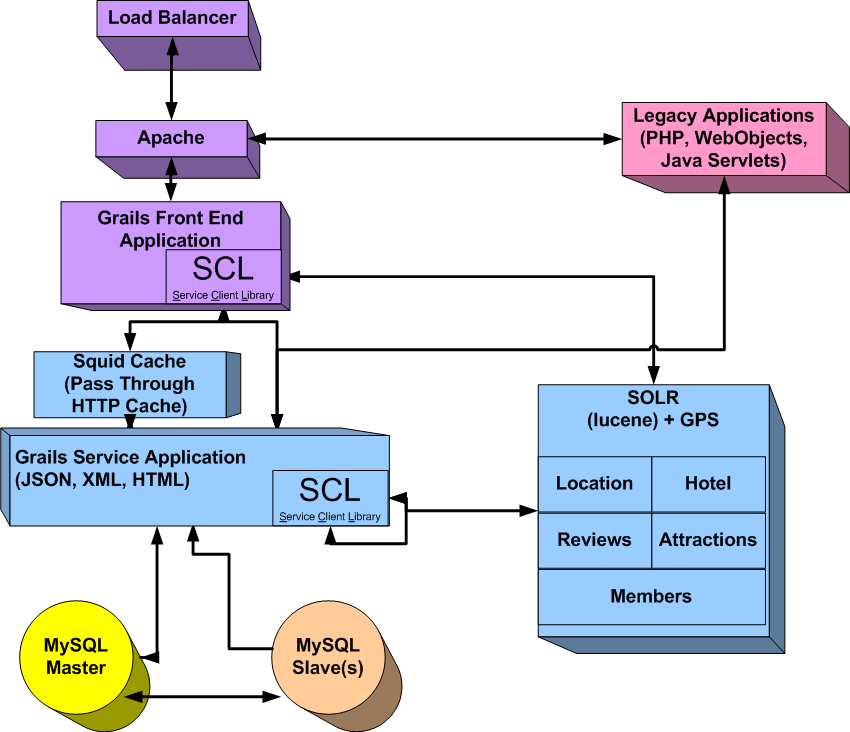 Load Balancer
Apache
Legacy Applications
(PHP, WebObjects,
Java Servlets)
Grails Front End
Application
SCL
Service Client Library
Squid Cache
(Pass Through
HTTP Cache)
SOLR
(lucene) + GPS
Grails Service Application
(JSON, XML, HTML)
SCL
Service Client Library
Location
Hotel
Reviews
Attractions
Members
MySQL
Master
MySQL
Slave(s)